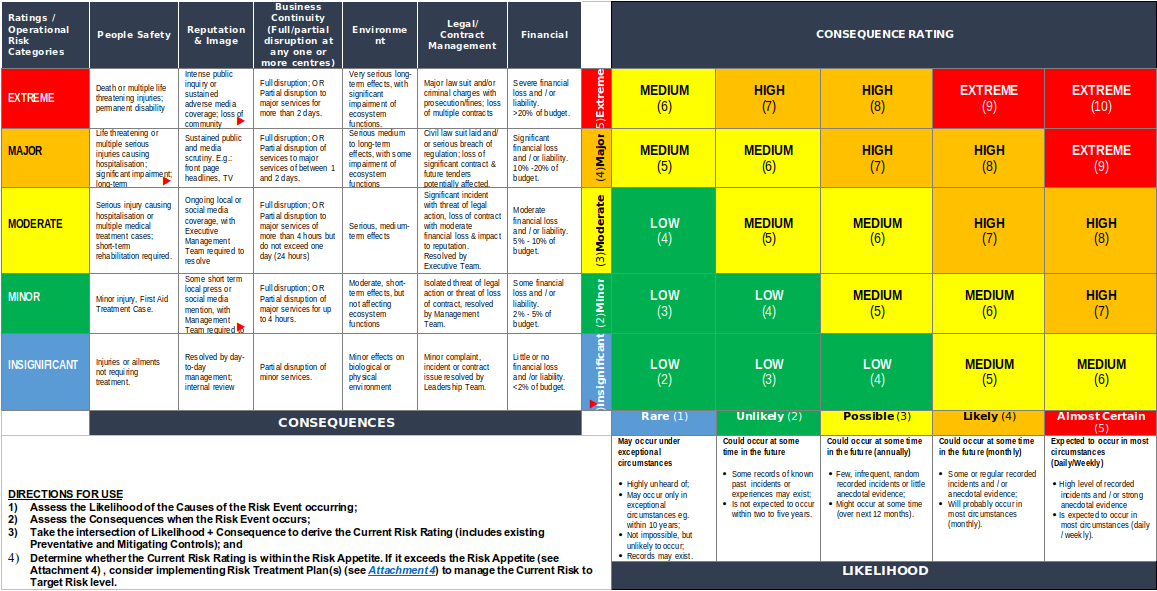 Ratings /
Operational
Risk
Categories
People Safety
Reputation
& Image
Business
Continuity
(Full/partial
disruption at
any one or
more centres)
Environme
nt
Legal/
Contract
Management
Financial
CONSEQUENCE RATING
EXTREME
Death or multiple life
threatening injuries;
permanent disability
Intense public
inquiry or
sustained
adverse media
coverage; loss of
community
Full disruption; OR
Partial disruption to
major services for
more than 2 days.
Very serious long-
term effects, with
significant
impairment of
ecosystem
functions.
Major law suit and/or
criminal charges with
prosecution/fines; loss
of multiple contracts
Severe financial
loss and / or
liability.
>20% of budget.
5)Extreme
MEDIUM
(6)
HIGH
(7)
HIGH
(8)
EXTREME
(9)
EXTREME
(10)
MAJOR
Life threatening or
multiple serious
injuries causing
hospitalisation;
significant impairment;
long-term
Sustained public
and media
scrutiny. E.g.:
front page
headlines, TV
Full disruption; OR
Partial disruption of
services to major
services of between 1
and 2 days.
Serious medium
to long-term
effects, with some
impairment of
ecosystem
functions
Civil law suit laid and/
or serious breach of
regulation; loss of
significant contract &
future tenders
potentially affected.
Significant
financial loss
and / or liability.
10% -20% of
budget.
(4)Major
MEDIUM
(5)
MEDIUM
(6)
HIGH
(7)
HIGH
(8)
EXTREME
(9)
MODERATE
Serious injury causing
hospitalisation or
multiple medical
treatment cases;
short-term
rehabilitation required.
Ongoing local or
social media
coverage, with
Executive
Management
Team required to
resolve
Full disruption; OR
Partial disruption to
major services of
more than 4 hours but
do not exceed one
day (24 hours)
Serious, medium-
term effects
Significant incident
with threat of legal
action, loss of contract
with moderate
financial loss & impact
to reputation.
Resolved by
Executive Team.
Moderate
financial loss
and / or liability.
5% - 10% of
budget.
(3)Moderate
LOW
(4)
MEDIUM
(5)
MEDIUM
(6)
HIGH
(7)
HIGH
(8)
MINOR
Minor injury, First Aid
Treatment Case.
Some short term
local press or
social media
mention, with
Management
Team required to
Full disruption; OR
Partial disruption of
major services for up
to 4 hours.
Moderate, short-
term effects, but
not affecting
ecosystem
functions
Isolated threat of legal
action or threat of loss
of contract, resolved
by Management
Team.
Some financial
loss and / or
liability.
2% - 5% of
budget.
(2)Minor
LOW
(3)
LOW
(4)
MEDIUM
(5)
MEDIUM
(6)
HIGH
(7)
INSIGNIFICANT
Injuries or ailments
not requiring
treatment.
Resolved by day-
to-day
management;
internal review
Partial disruption of
minor services.
Minor effects on
biological or
physical
environment
Minor complaint,
incident or contract
issue resolved by
Leadership Team.
Little or no
financial loss
and /or liability.
<2% of budget.
)Insignificant
LOW
(2)
LOW
(3)
LOW
(4)
MEDIUM
(5)
MEDIUM
(6)
CONSEQUENCES
Rare (1)
Unlikely (2)
Possible (3)
Likely (4)
Almost Certain
(5)
May occur under
exceptional
circumstances
• Highly unheard of;
• May occur only in
exceptional
circumstances eg.
within 10 years;
• Not impossible, but
unlikely to occur;
• Records may exist.
Could occur at some
time in the future
• Some records of known
past incidents or
experiences may exist;
• Is not expected to occur
within two to five years.
Could occur at some time
in the future (annually)
• Few, infrequent, random
recorded incidents or little
anecdotal evidence;
• Might occur at some time
(over next 12 months).
Could occur at some time
in the future (monthly)
• Some or regular recorded
incidents and / or
anecdotal evidence;
• Will probably occur in
most circumstances
(monthly).
Expected to occur in most
circumstances
(Daily/Weekly)
• High level of recorded
incidents and / or strong
anecdotal evidence
• Is expected to occur in
most circumstances (daily
/ weekly).
LIKELIHOOD
DIRECTIONS FOR USE
1) Assess the Likelihood of the Causes of the Risk Event occurring;
2) Assess the Consequences when the Risk Event occurs;
3) Take the intersection of Likelihood + Consequence to derive the Current Risk Rating (includes existing
Preventative and Mitigating Controls); and
4) Determine whether the Current Risk Rating is within the Risk Appetite. If it exceeds the Risk Appetite (see
Attachment 4) , consider implementing Risk Treatment Plan(s) (see Attachment 4) to manage the Current Risk to
Target Risk level.